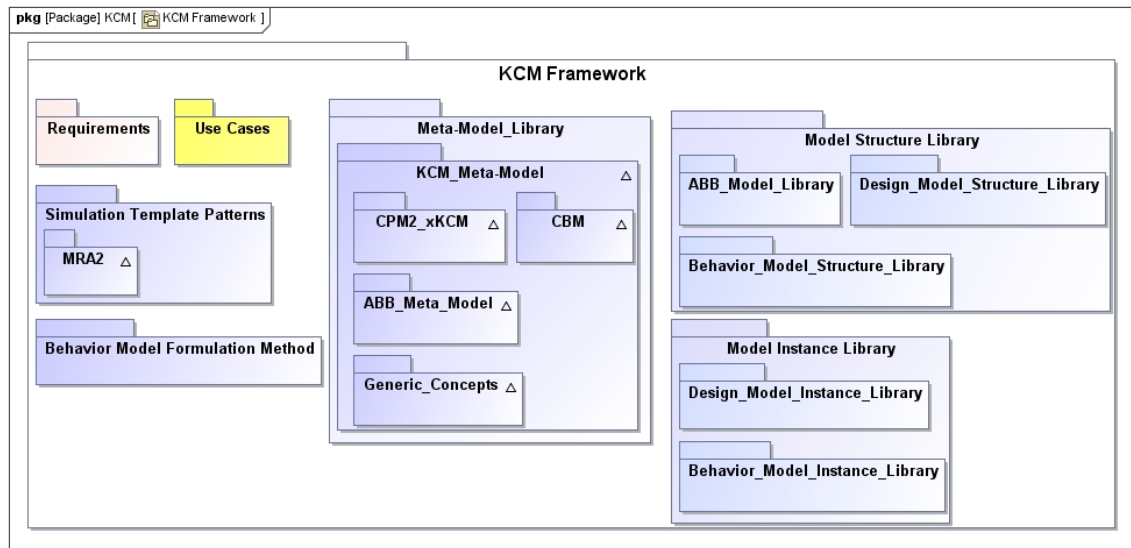 pkg [Package] KCM [ KCM Framework ]
KCM Framework
Requirements
Use Cases
Simulation Template Patterns
MRA2
Behavior Model Formulation Method
Meta-Model_Library
KCM_Meta-Model
CPM2_xKCM
CBM
ABB_Meta_Model
Generic_Concepts
Model Structure Library
ABB_Model_Library
Design_Model_Structure_Library
Behavior_Model_Structure_Library
Model Instance Library
Design_Model_Instance_Library
Behavior_Model_Instance_Library